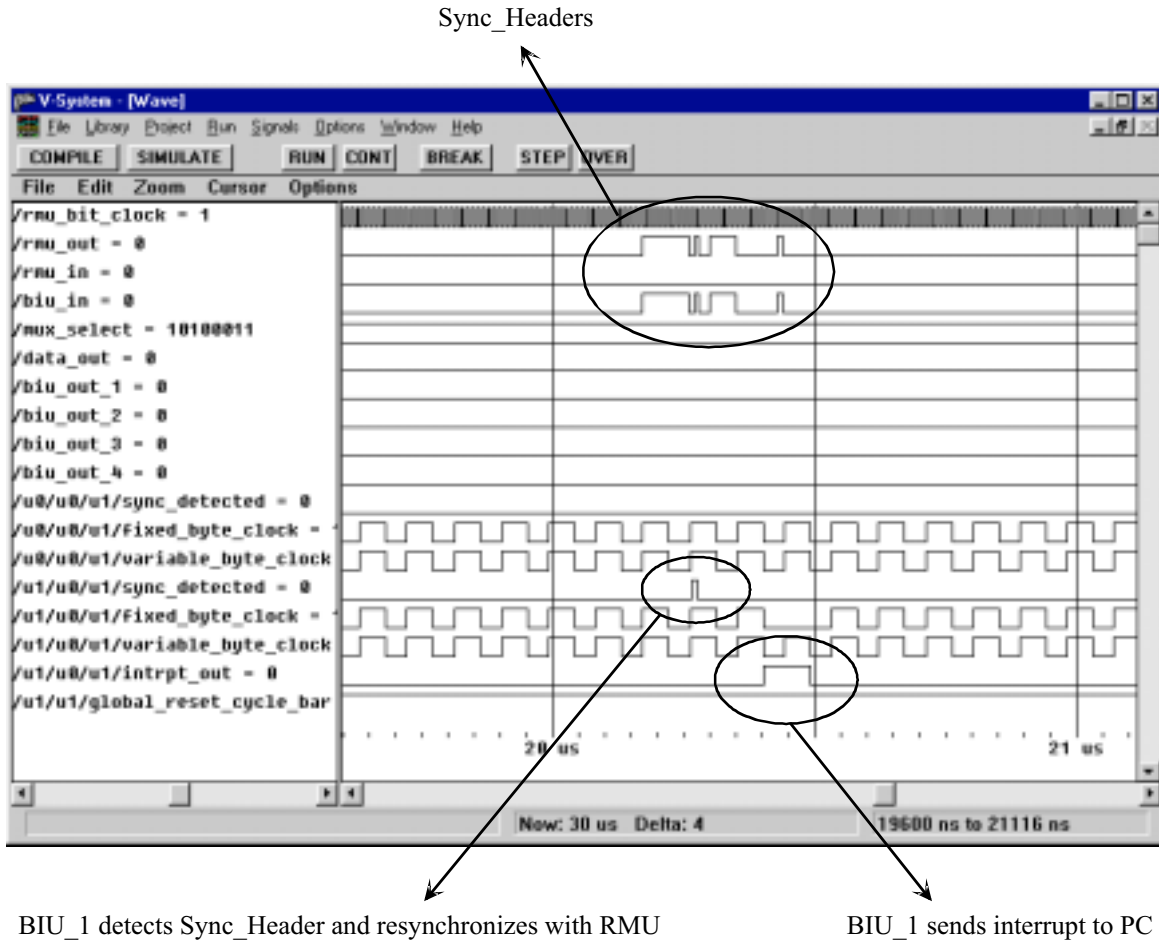 Sync_Headers
V-System - [Wave]
File Library Project Run Signals Options Window Help
COMPILE SIMULATE RUN CONT BREAK STEP OVER
File Edit Zoom Cursor Options
/rmu_bit_clock = 1
/rmu_out = 0
/rmu_in = 0
/biu_in = 0
/mux_select = 10100011
/data_out = 0
/biu_out_1 = 0
/biu_out_2 = 0
/biu_out_3 = 0
/biu_out_4 = 0
/u0/u0/u1/sync_detected = 0
/u0/u0/u1/fixed_byte_clock =
/u0/u0/u1/variable_byte_clock
/u1/u0/u1/sync_detected = 0
/u1/u0/u1/fixed_byte_clock =
/u1/u0/u1/variable_byte_clock
/u1/u0/u1/intrpt_out = 0
/u1/u1/global_reset_cycle_bar
20 us 21 us
Now: 30 us Delta: 4 19600 ns to 21116 ns
BIU_1 detects Sync_Header and resynchronizes with RMU BIU_1 sends interrupt to PC